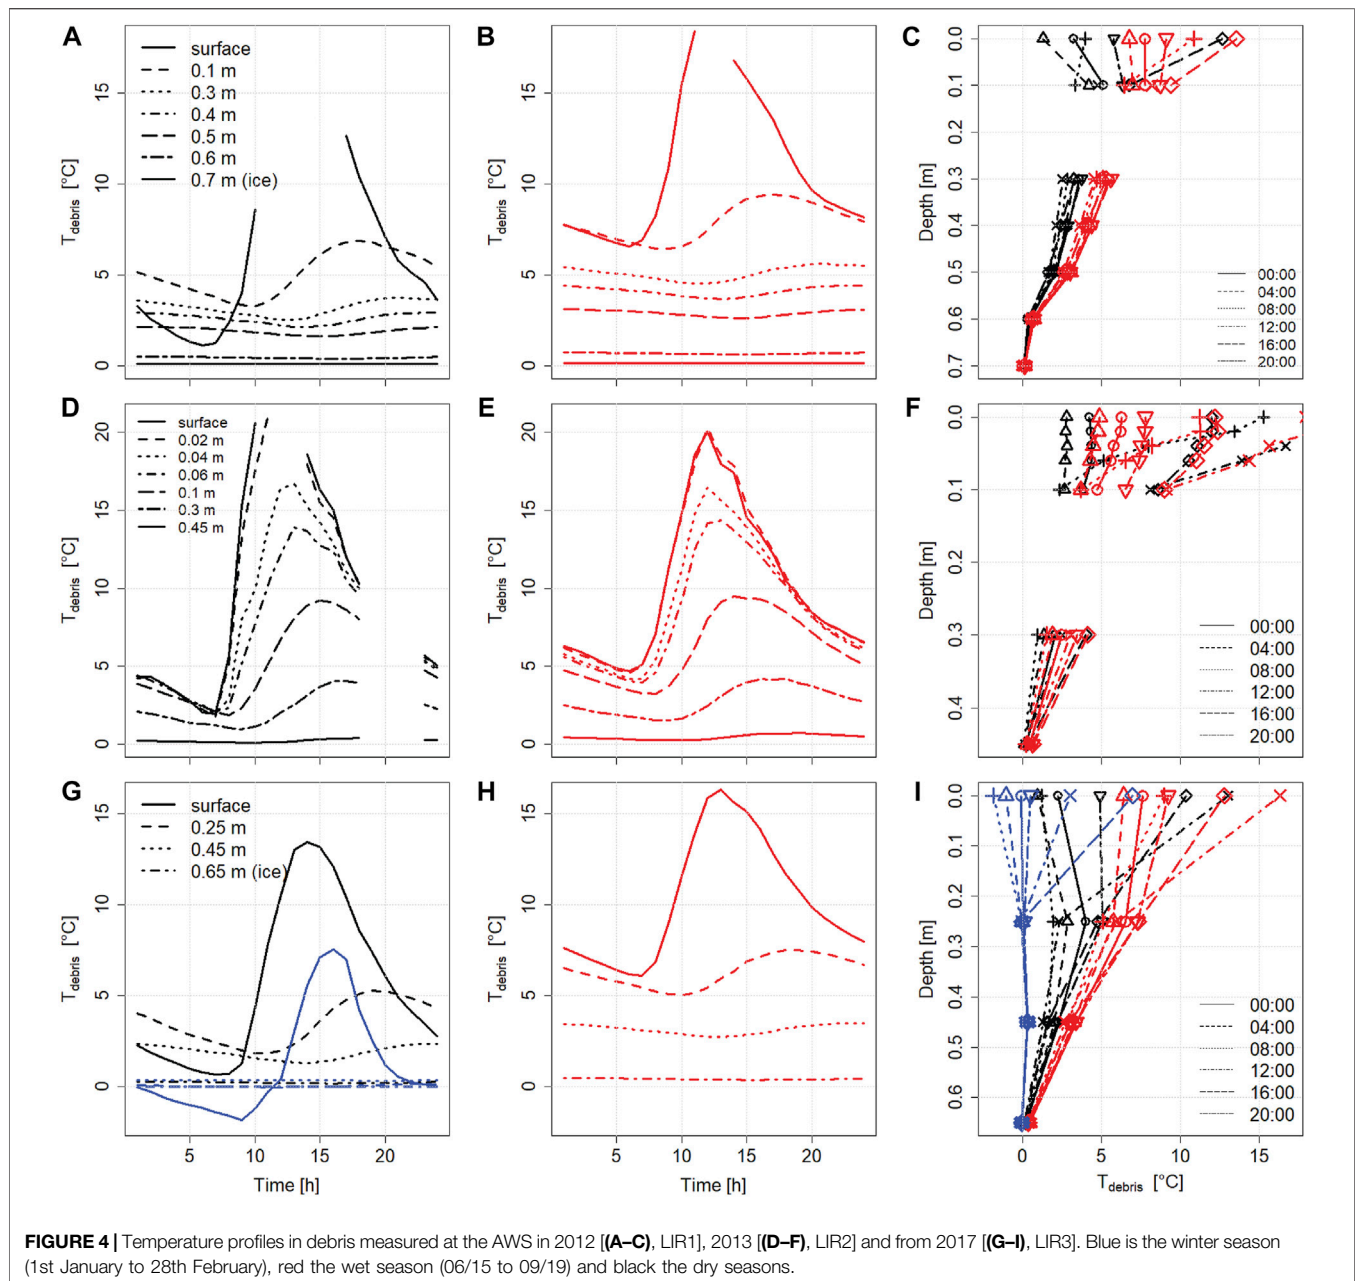 A
surface
0.1 m
0.3 m
0.4 m
0.5 m
0.6 m
0.7 m (ice)
T debris [°C]
0 5 10 15
B
T debris [°C]
0 5 10 15
C
Depth [m]
0.0 0.1 0.2 0.3 0.4 0.5 0.6 0.7
00:00
04:00
08:00
12:00
16:00
20:00
D
surface
0.02 m
0.04 m
0.06 m
0.1 m
0.3 m
0.45 m
T debris [°C]
0 5 10 15 20
E
T debris [°C]
0 5 10 15 20
F
Depth [m]
0.0 0.1 0.2 0.3 0.4
00:00
04:00
08:00
12:00
16:00
20:00
G
surface
0.25 m
0.45 m
0.65 m (ice)
T debris [°C]
0 5 10 15
5 10 15 20
Time [h]
H
T debris [°C]
0 5 10 15
5 10 15 20
Time [h]
I
Depth [m]
0.0 0.1 0.2 0.3 0.4 0.5 0.6
00:00
04:00
08:00
12:00
16:00
20:00
0 5 10 15
T debris [°C]
FIGURE 4 | Temperature profiles in debris measured at the AWS in 2012 [(A–C), LIR1], 2013 [(D–F), LIR2] and from 2017 [(G–I), LIR3]. Blue is the winter season
(1st January to 28th February), red the wet season (06/15 to 09/19) and black the dry seasons.